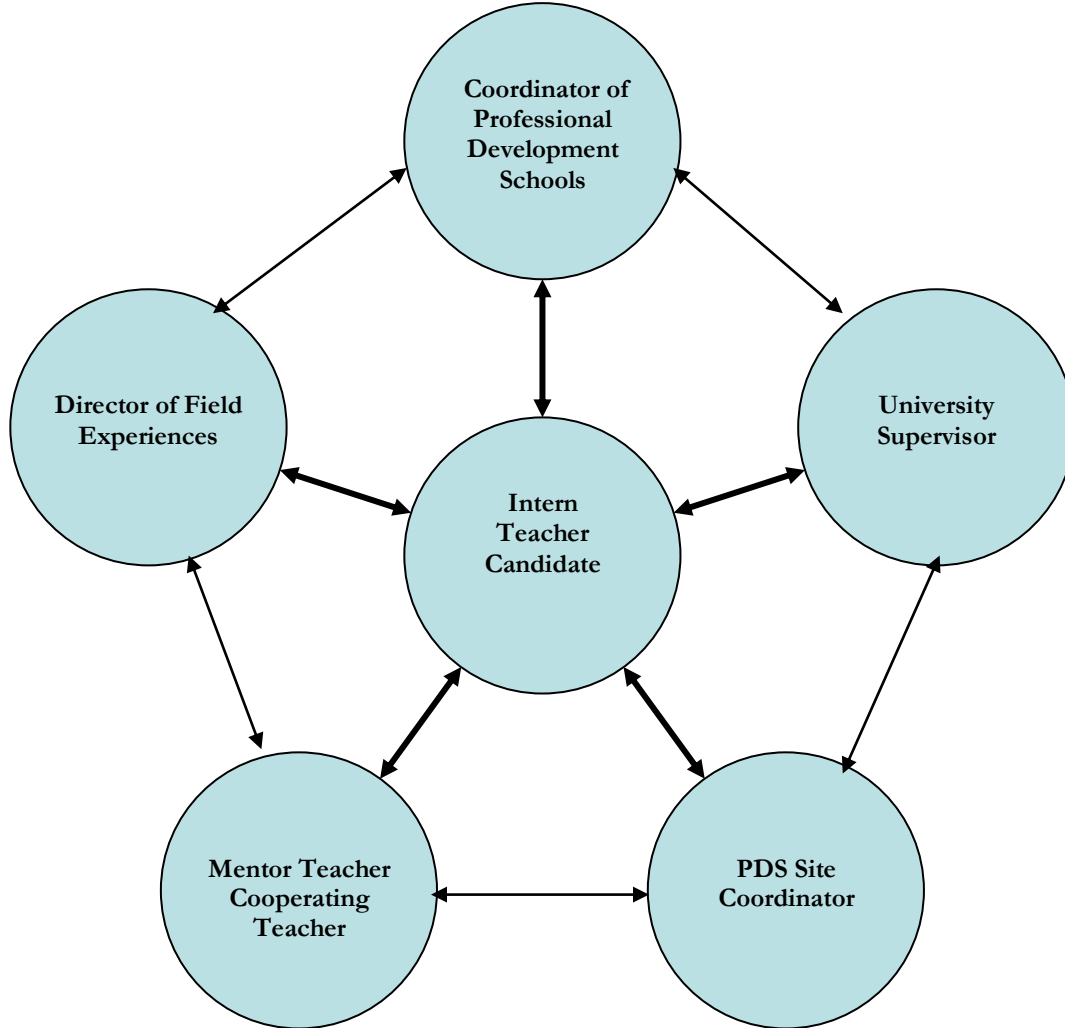 Coordinator of
Professional
Development
Schools
Director of Field
Experiences
University
Supervisor
Intern
Teacher
Candidate
Mentor Teacher
Cooperating
Teacher
PDS Site
Coordinator